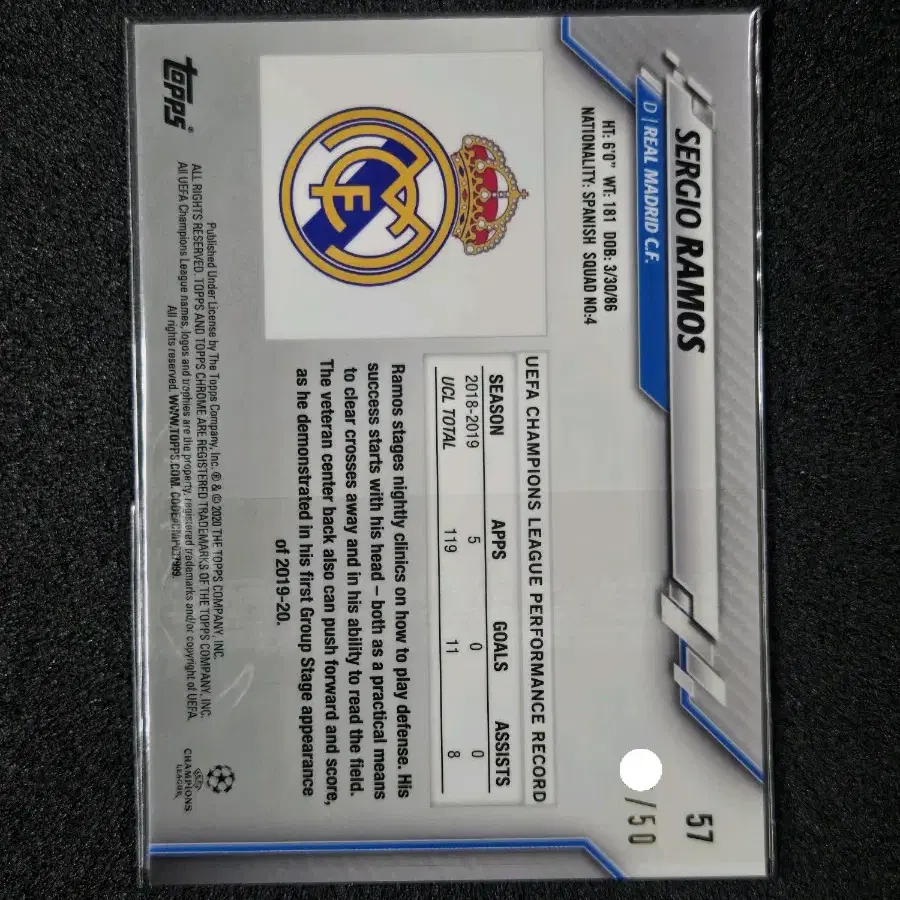 57
/50
SERGIO RAMOS
D | REAL MADRID C.F.
HT: 6'0" WT: 181 DOB: 3/30/86
NATIONALITY: SPANISH SQUAD NO:4
UEFA CHAMPIONS LEAGUE PERFORMANCE RECORD
SEASON APPS GOALS ASSISTS
2018-2019 5 0 0
UCL TOTAL 119 11 8
Ramos stages nightly clinics on how to play defense. His
success starts with his head – both as a practical means
to clear crosses away and in his ability to read the field.
The veteran center back also can push forward and score,
as he demonstrated in his first Group Stage appearance
of 2019-20.
topps®
Published Under License by The Topps Company, Inc. ® & © 2020 THE TOPPS COMPANY, INC.
ALL RIGHTS RESERVED. TOPPS AND TOPPS CHROME ARE REGISTERED TRADEMARKS OF THE TOPPS COMPANY, INC.
All UEFA Champions League names, logos and trophies are the property, registered trademarks and/or copyright of UEFA.
All rights reserved. WWW.TOPPS.COM.
UEFA
CHAMPIONS
LEAGUE